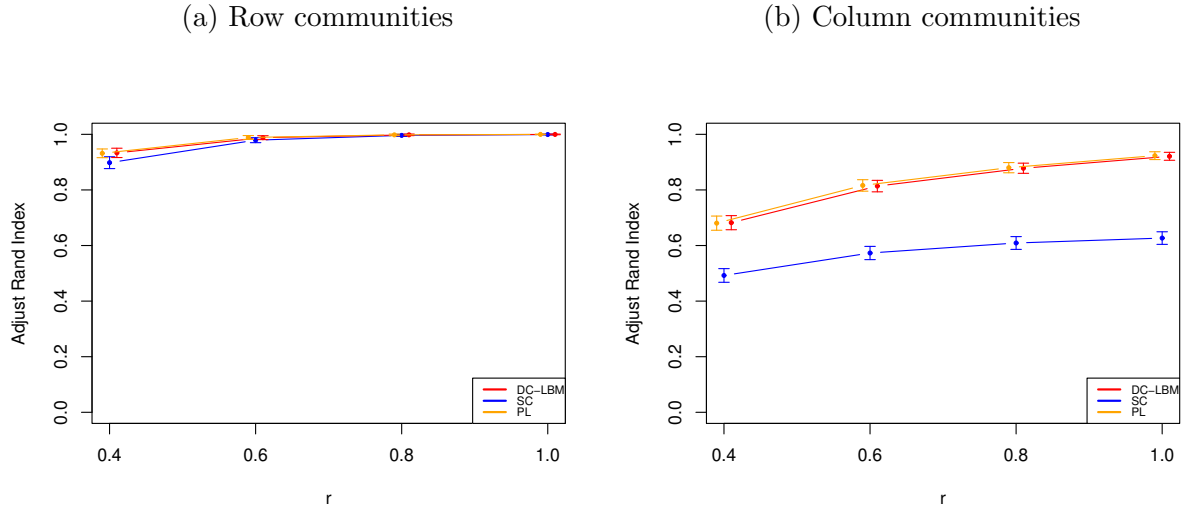 (a) Row communities
(b) Column communities
Adjust Rand Index
1.0
0.8
0.6
0.4
0.2
0.0
0.4 0.6 0.8 1.0
r
DC−LBM
SC
PL
Adjust Rand Index
1.0
0.8
0.6
0.4
0.2
0.0
0.4 0.6 0.8 1.0
r
DC−LBM
SC
PL